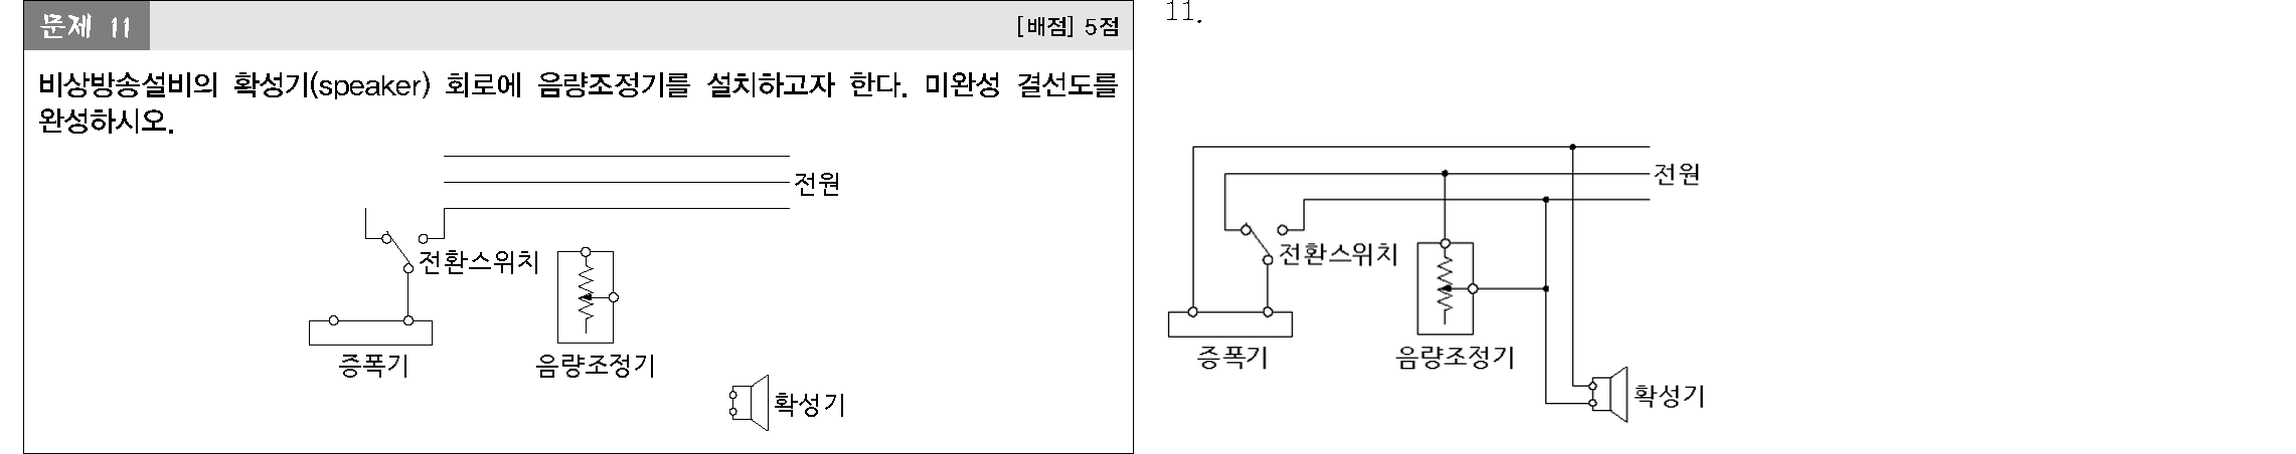 문제 11
[배점] 5점
비상방송설비의 확성기(speaker) 회로에 음량조정기를 설치하고자 한다. 미완성 결선도를
완성하시오.
전원
전환스위치
증폭기
음량조정기
확성기
11.
전원
전환스위치
증폭기
음량조정기
확성기